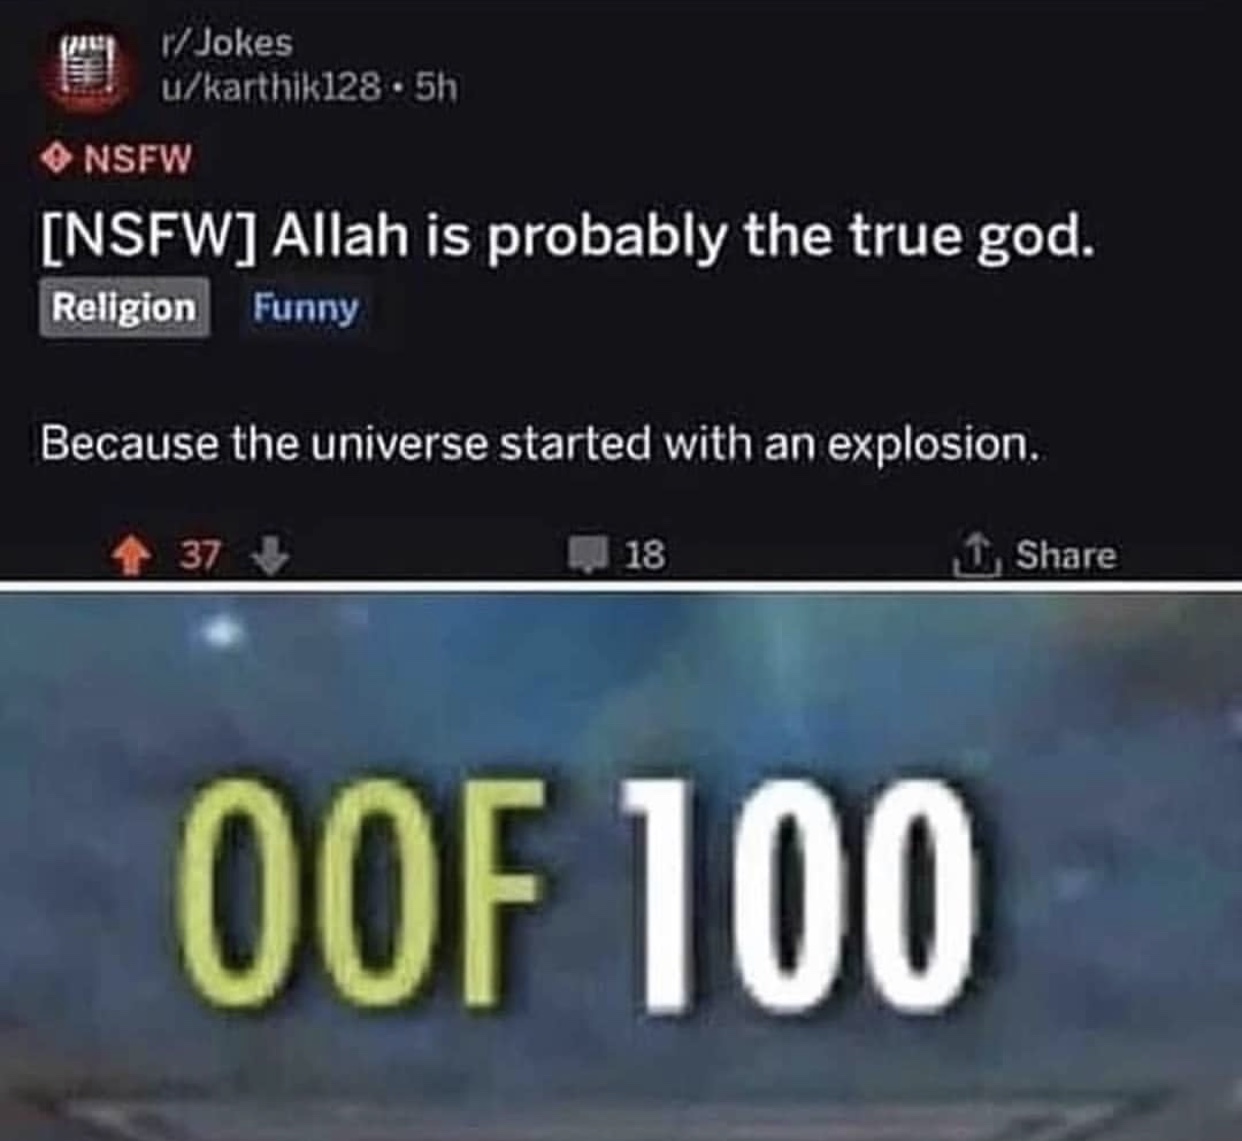 r/Jokes
u/karthik128 • 5h
NSFW
[NSFW] Allah is probably the true god.
Religion Funny
Because the universe started with an explosion.
37 18 Share
OOF 100